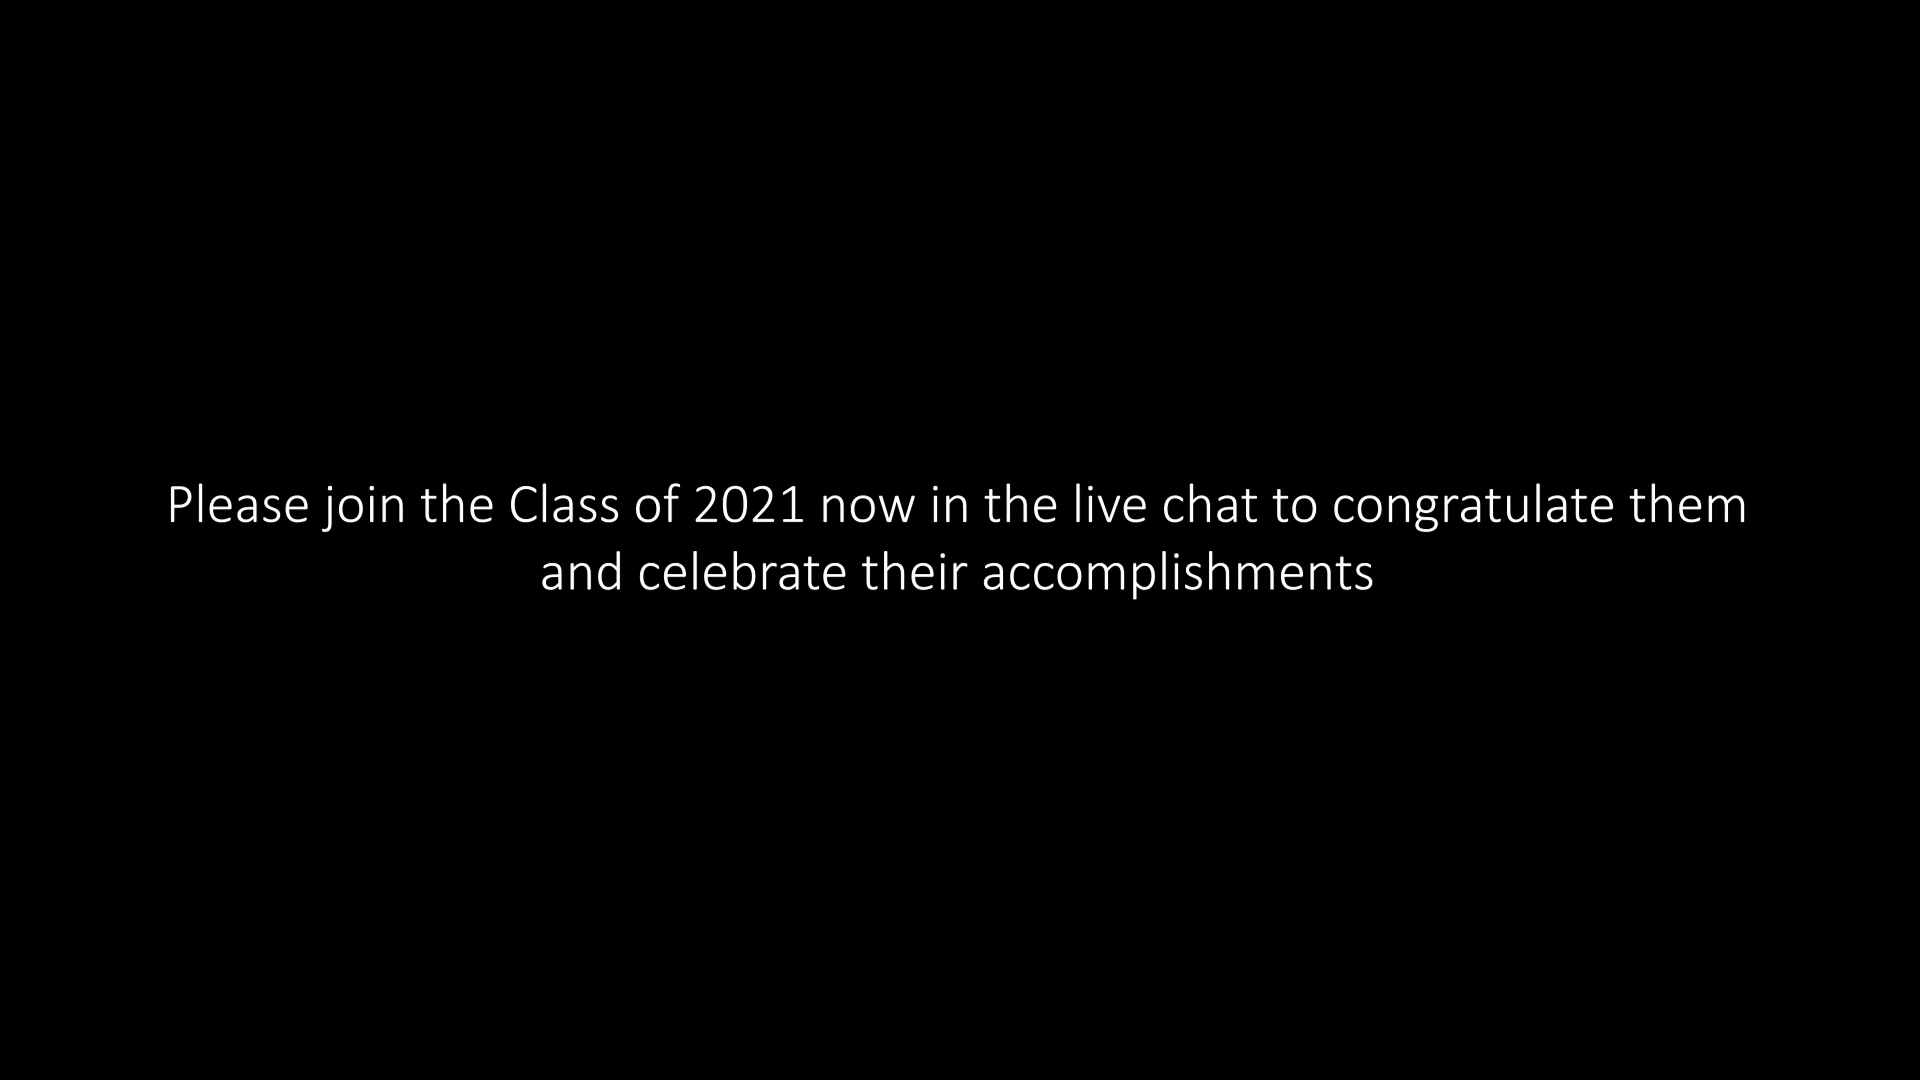 Please join the Class of 2021 now in the live chat to congratulate them
and celebrate their accomplishments